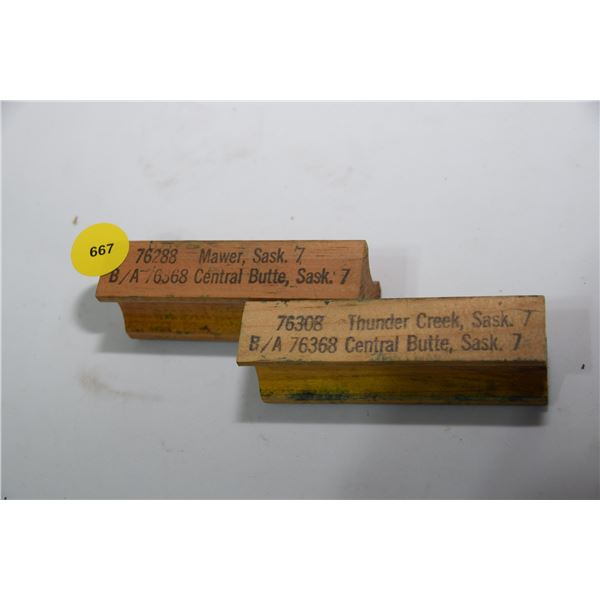 667
76288 Mawer, Sask. 7
B/A 76368 Central Butte, Sask. 7
76308 Thunder Creek, Sask. 7
B/A 76368 Central Butte, Sask. 7